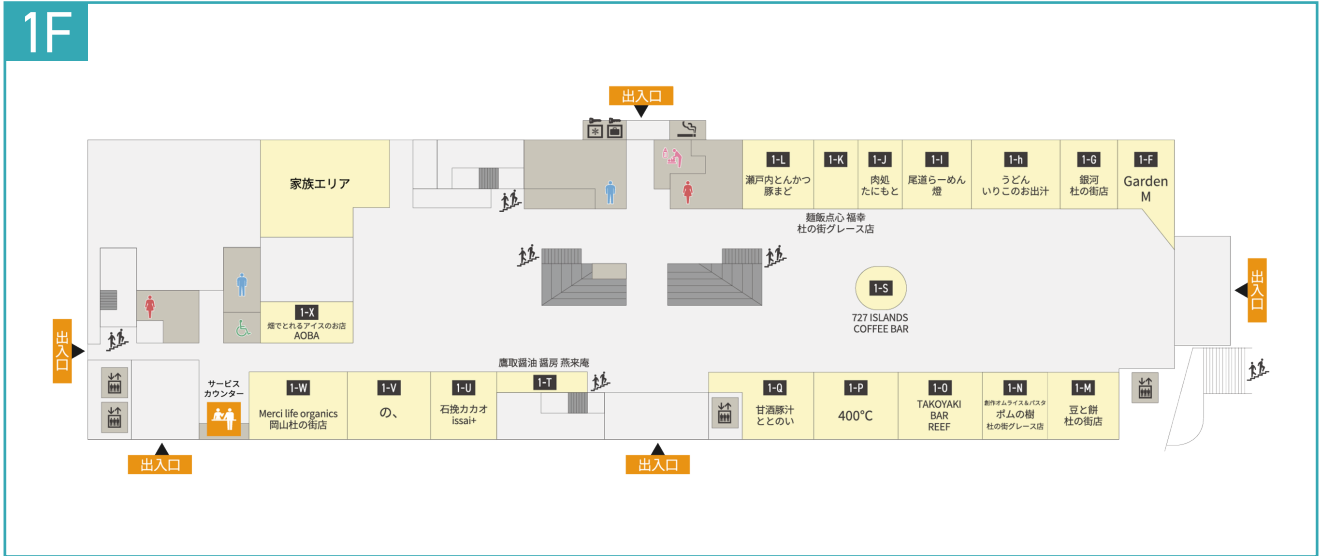 1F
出入口
家族エリア
1-L
瀬戸内とんかつ
豚まど
1-K
麺飯点心 福幸
杜の街グレース店
1-J
肉処
たにもと
1-I
尾道らーめん
燈
1-h
うどん
いりこのお出汁
1-G
銀河
杜の街店
1-F
Garden
M
1-S
727 ISLANDS
COFFEE BAR
出入口
出入口
1-X
畑でとれるアイスのお店
AOBA
サービス
カウンター
1-W
Merci life organics
岡山杜の街店
1-V
の、
1-U
石挽カカオ
issai+
鷹取醤油 醤房 燕来庵
1-T
1-Q
甘酒豚汁
ととのい
1-P
400℃
1-O
TAKOYAKI
BAR
REEF
1-N
創作オムライス&パスタ
ポムの樹
杜の街グレース店
1-M
豆と餅
杜の街店
出入口
出入口